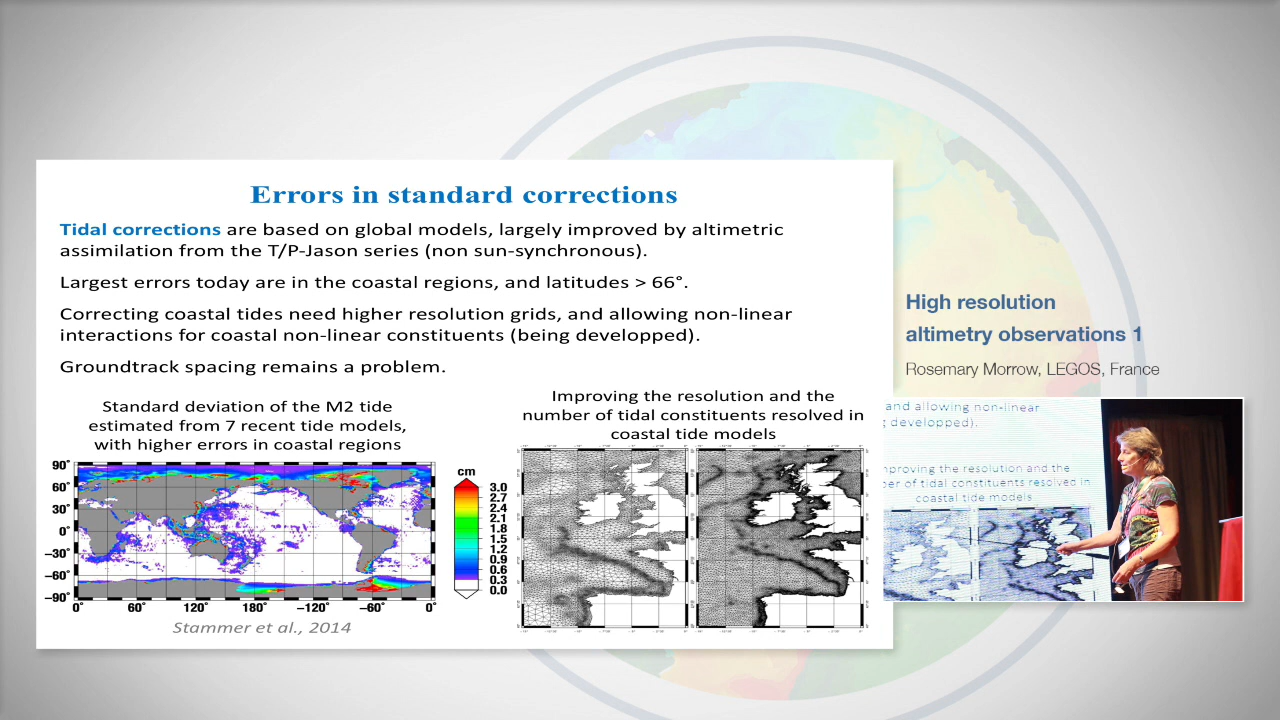 Errors in standard corrections
Tidal corrections are based on global models, largely improved by altimetric
assimilation from the T/P-Jason series (non sun-synchronous).
Largest errors today are in the coastal regions, and latitudes > 66°.
Correcting coastal tides need higher resolution grids, and allowing non-linear
interactions for coastal non-linear constituents (being developped).
Groundtrack spacing remains a problem.
Standard deviation of the M2 tide
estimated from 7 recent tide models,
with higher errors in coastal regions
90°
60°
30°
0°
−30°
−60°
−90°
0°
60°
120°
180°
−120°
−60°
0°
cm
3.0
2.7
2.4
2.1
1.8
1.5
1.2
0.9
0.6
0.3
0.0
Stammer et al., 2014
Improving the resolution and the
number of tidal constituents resolved in
coastal tide models
High resolution
altimetry observations 1
Rosemary Morrow, LEGOS, France
and allowing non-linear
developped).
proving the resolution and the
er of tidal constituents resolved in
coastal tide models